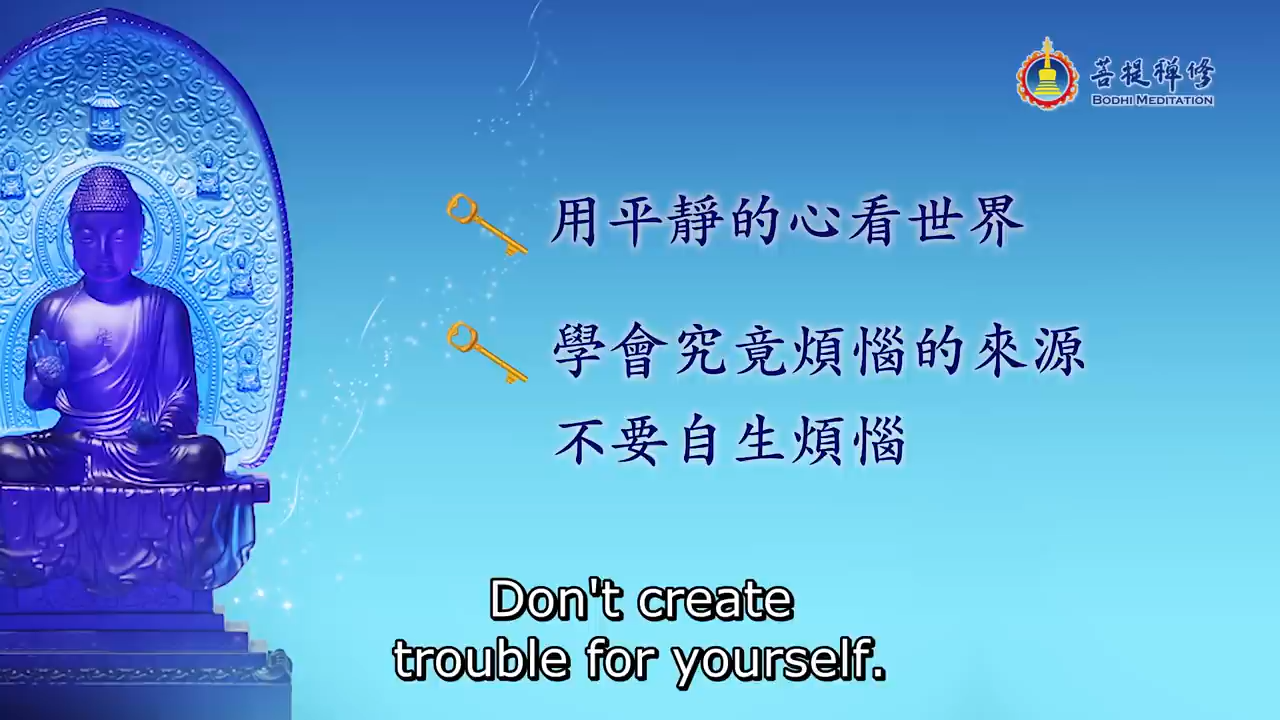 菩提禪修
BODHI MEDITATION
用平靜的心看世界
學會究竟煩惱的來源
不要自生煩惱
Don't create
trouble for yourself.